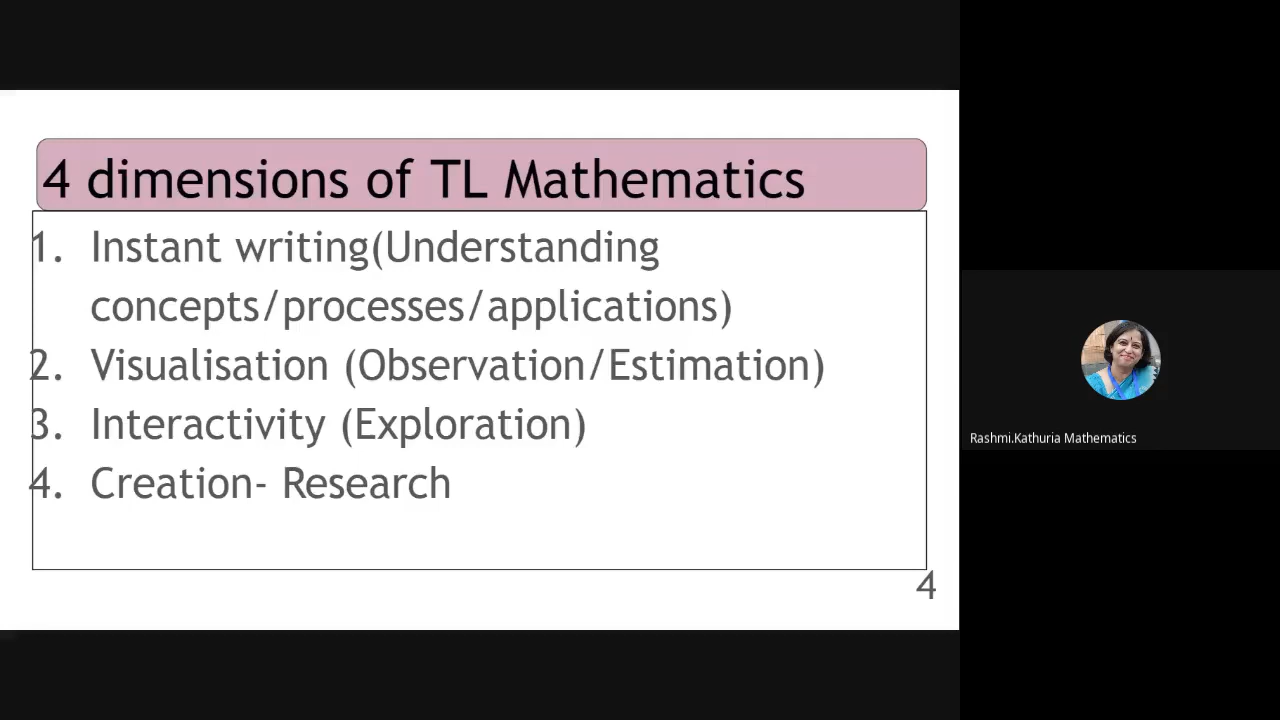 4 dimensions of TL Mathematics
1. Instant writing(Understanding
concepts/processes/applications)
2. Visualisation (Observation/Estimation)
3. Interactivity (Exploration)
4. Creation- Research
4
Rashmi.Kathuria Mathematics